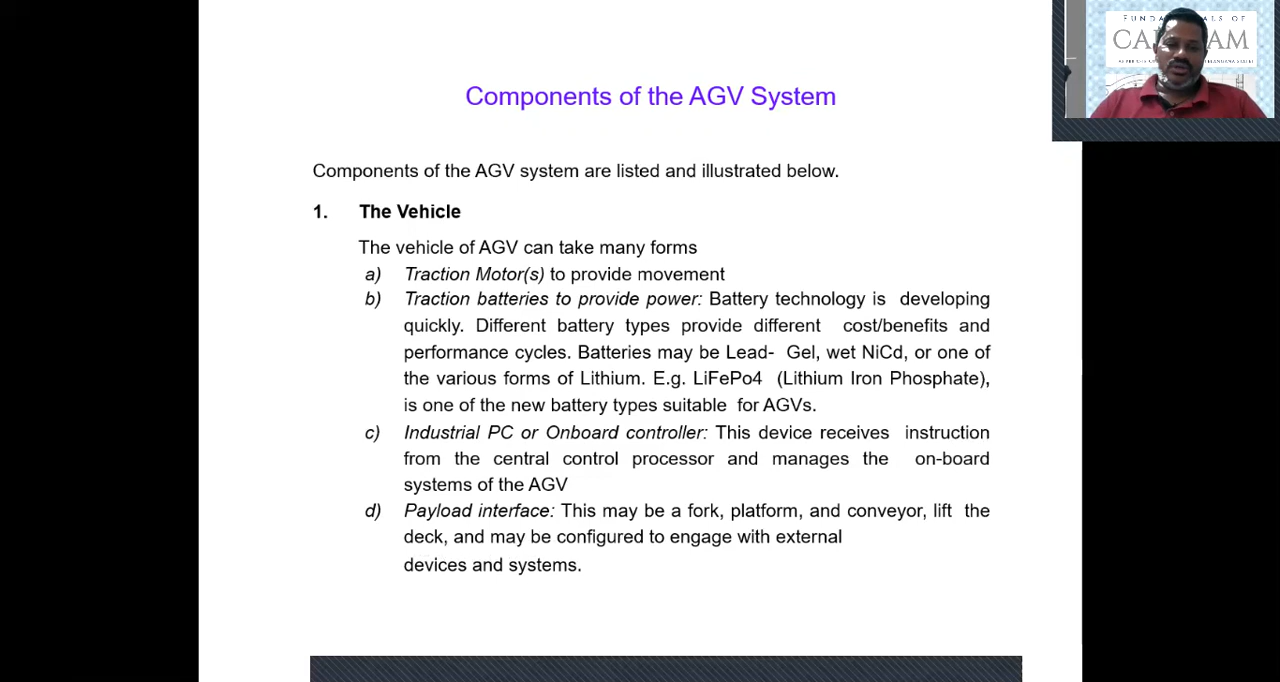 FUNDA
LS OF
CA
AM
Components of the AGV System
Components of the AGV system are listed and illustrated below.
1. The Vehicle
The vehicle of AGV can take many forms
a) Traction Motor(s) to provide movement
b) Traction batteries to provide power: Battery technology is developing
quickly. Different battery types provide different cost/benefits and
performance cycles. Batteries may be Lead- Gel, wet NiCd, or one of
the various forms of Lithium. E.g. LiFePo4 (Lithium Iron Phosphate),
is one of the new battery types suitable for AGVs.
c) Industrial PC or Onboard controller: This device receives instruction
from the central control processor and manages the on-board
systems of the AGV
d) Payload interface: This may be a fork, platform, and conveyor, lift the
deck, and may be configured to engage with external
devices and systems.